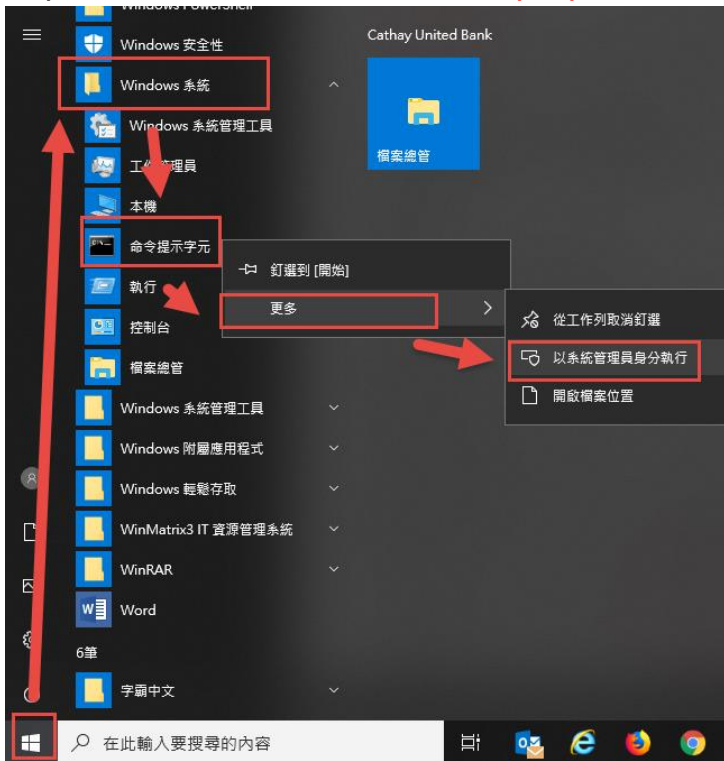 Windows PowerShell
Cathay United Bank
Windows 安全性
Windows 系統
Windows 系統管理工具
檔案總管
工作管理員
本機
命令提示字元
釘選到 [開始]
執行
更多
從工作列取消釘選
控制台
以系統管理員身分執行
檔案總管
開啟檔案位置
Windows 系統管理工具
Windows 附屬應用程式
Windows 輕鬆存取
WinMatrix3 IT 資源管理系統
WinRAR
Word
6筆
字霸中文
在此輸入要搜尋的內容